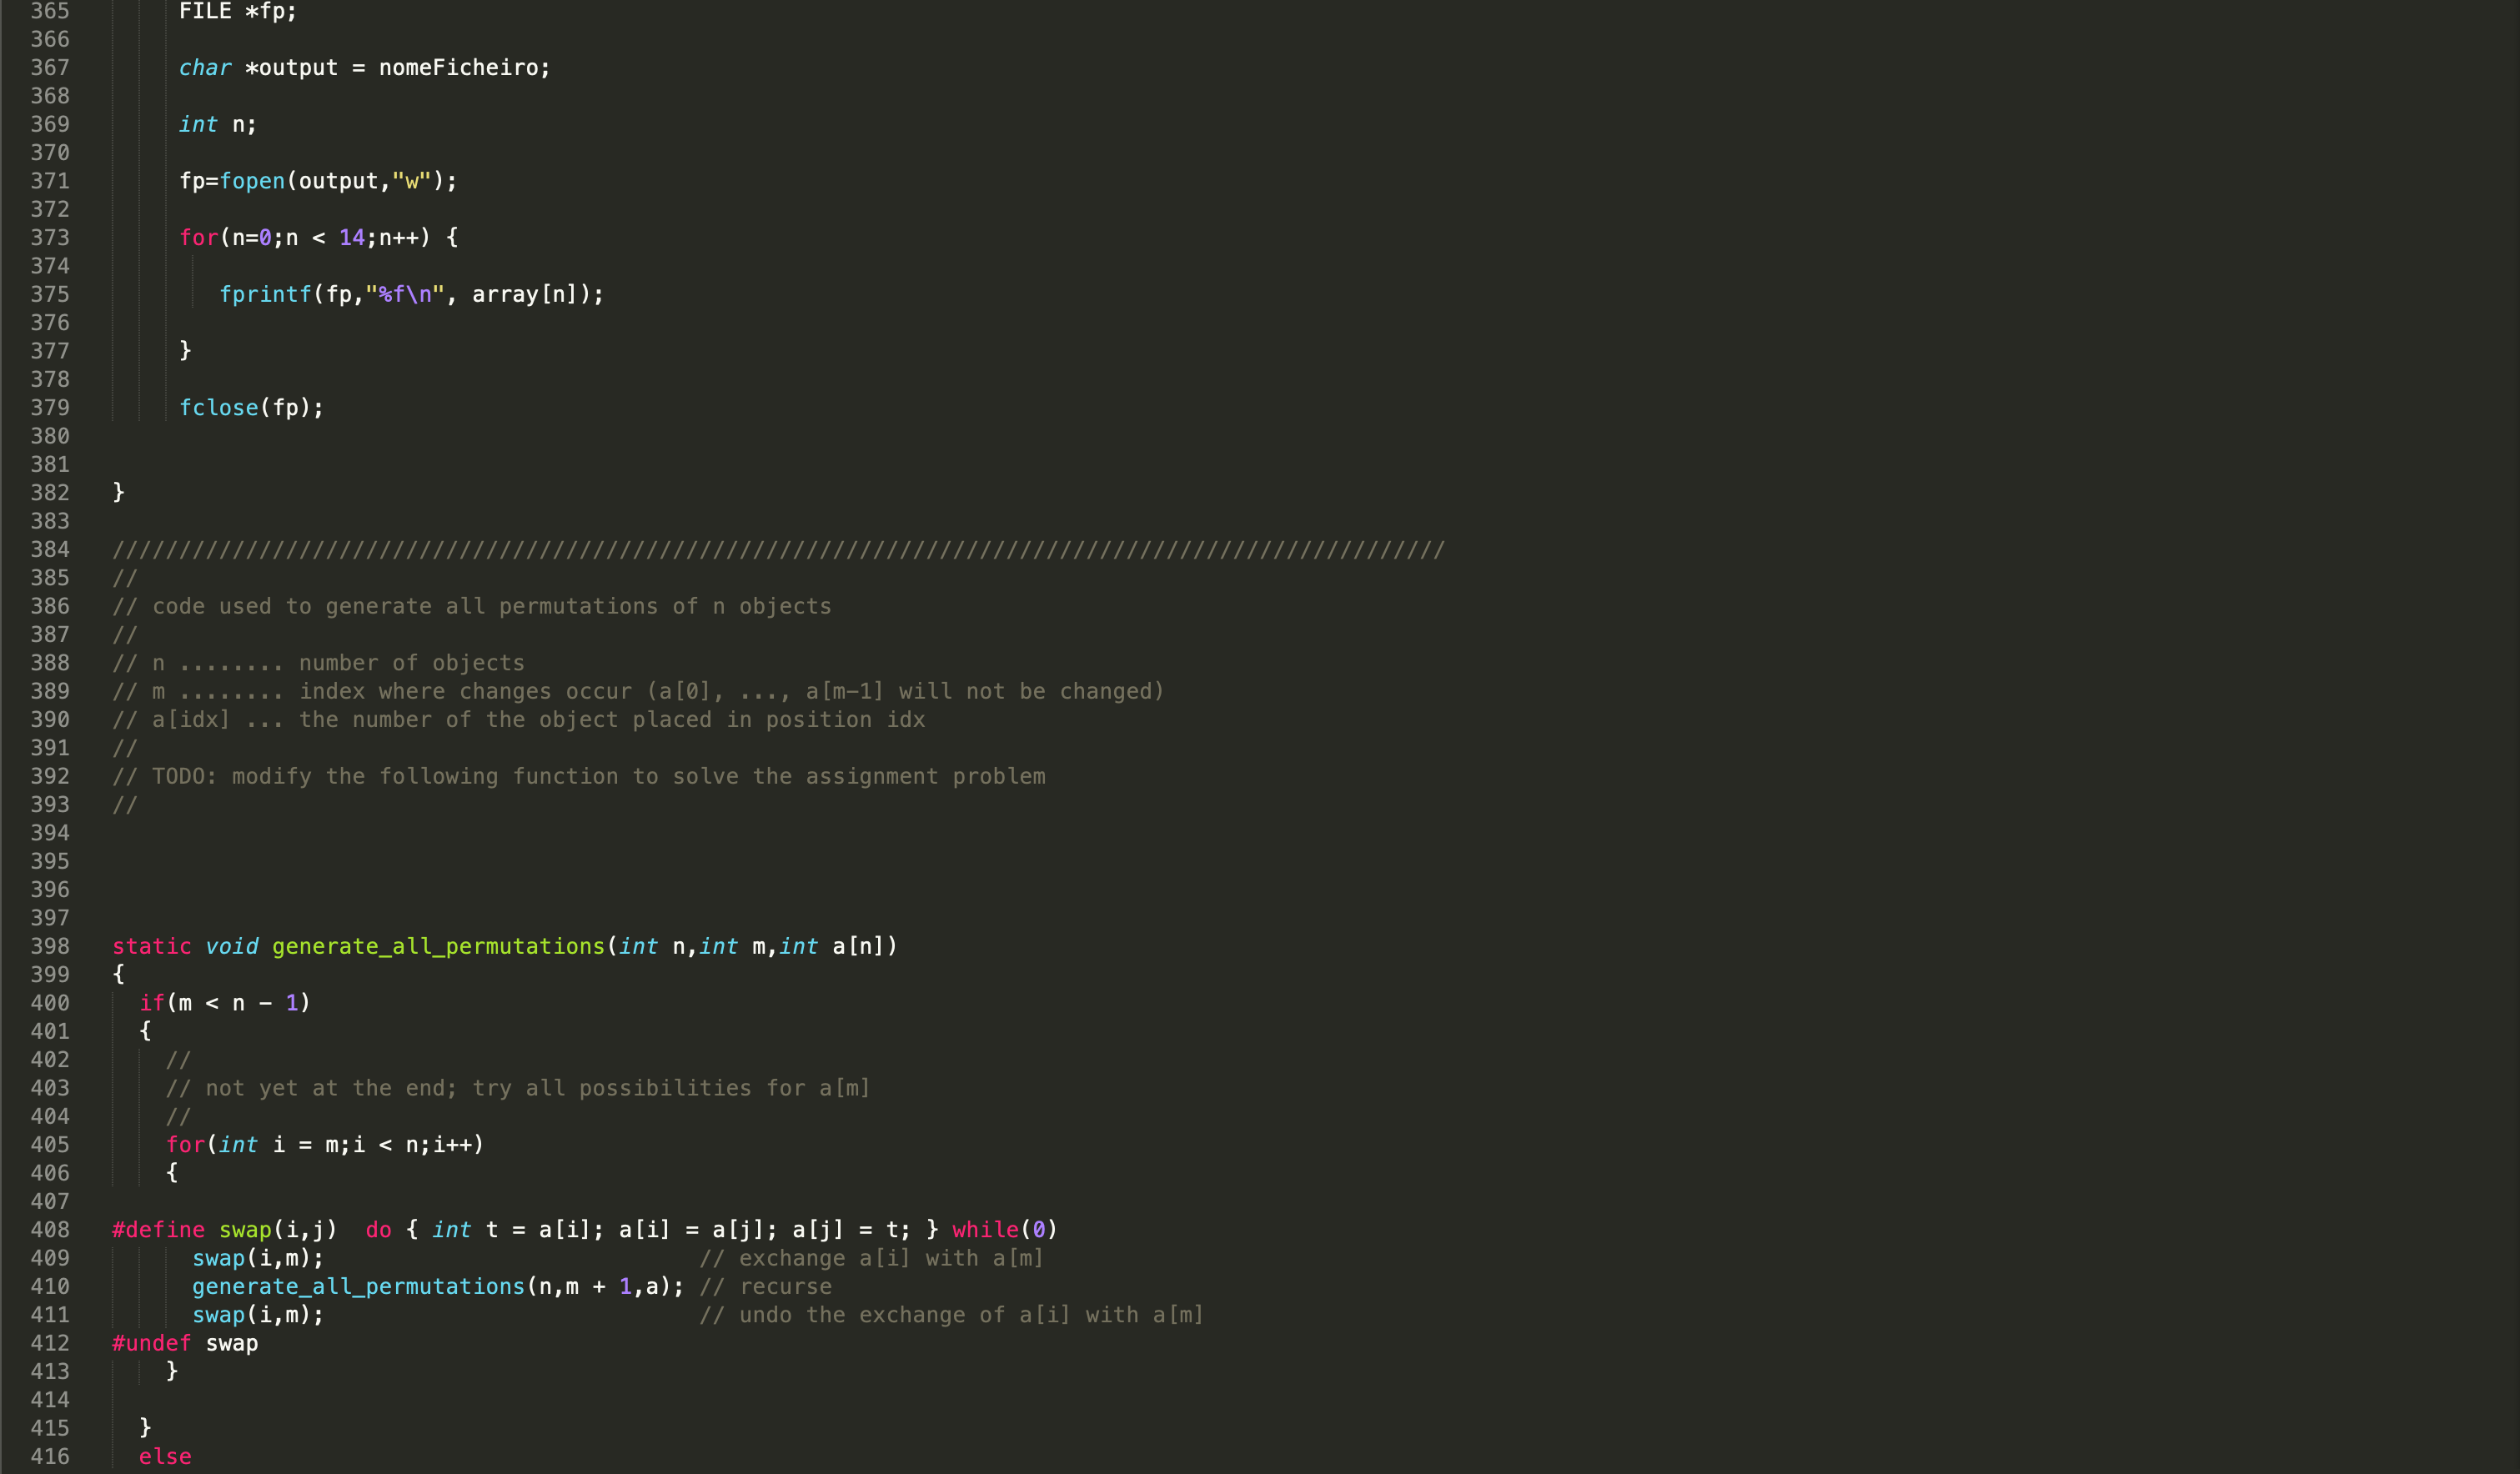 365 FILE *fp;
366
367 char *output = nomeFicheiro;
368
369 int n;
370
371 fp=fopen(output,"w");
372
373 for(n=0;n < 14;n++) {
374
375 fprintf(fp,"%f\n", array[n]);
376
377 }
378
379 fclose(fp);
380
381
382 }
383
384 ////////////////////////////////////////////////////////////////////////////////////////////////////
385 //
386 // code used to generate all permutations of n objects
387 //
388 // n ........ number of objects
389 // m ........ index where changes occur (a[0], ..., a[m-1] will not be changed)
390 // a[idx] ... the number of the object placed in position idx
391 //
392 // TODO: modify the following function to solve the assignment problem
393 //
394
395
396
397
398 static void generate_all_permutations(int n,int m,int a[n])
399 {
400 if(m < n - 1)
401 {
402 //
403 // not yet at the end; try all possibilities for a[m]
404 //
405 for(int i = m;i < n;i++)
406 {
407
408 #define swap(i,j)  do { int t = a[i]; a[i] = a[j]; a[j] = t; } while(0)
409 swap(i,m); // exchange a[i] with a[m]
410 generate_all_permutations(n,m + 1,a); // recurse
411 swap(i,m); // undo the exchange of a[i] with a[m]
412 #undef swap
413 }
414
415 }
416 else